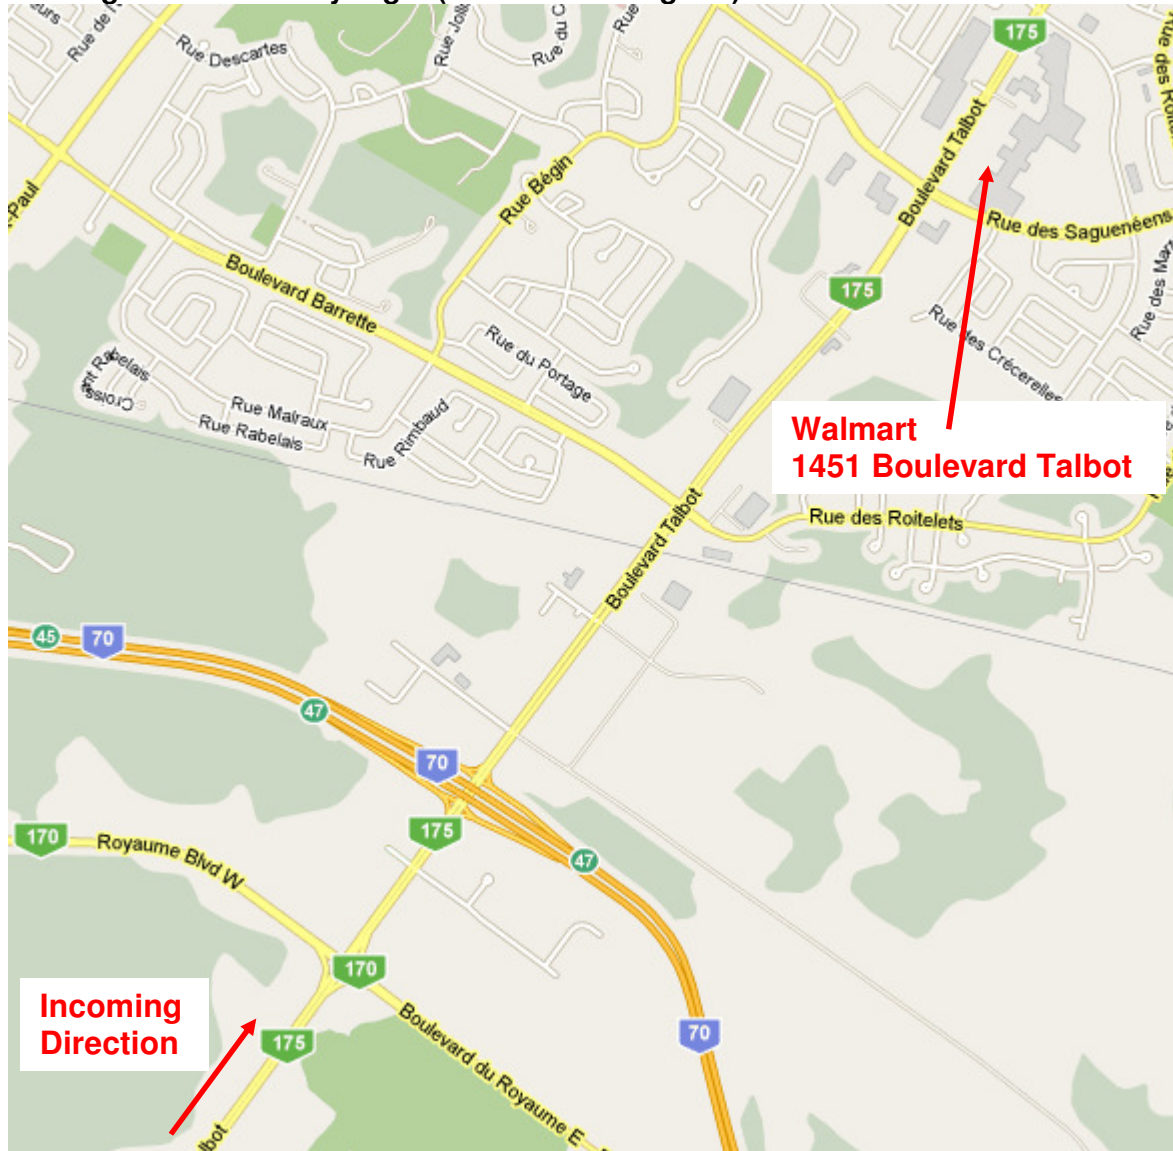 175
Rue Descartes
Boulevard Talbot
Rue Bégin
Rue des Saguenéens
Boulevard Barrette
175
Rue du Portage
Rue des Crécerelles
Rabelais
Rue Malraux
Rue Rabelais
Rue Rimbaud
Walmart
1451 Boulevard Talbot
Boulevard Talbot
Rue des Roitelets
45
70
47
70
175
47
170
Royaume Blvd W
170
Incoming
Direction
175
Boulevard du Royaume E
70